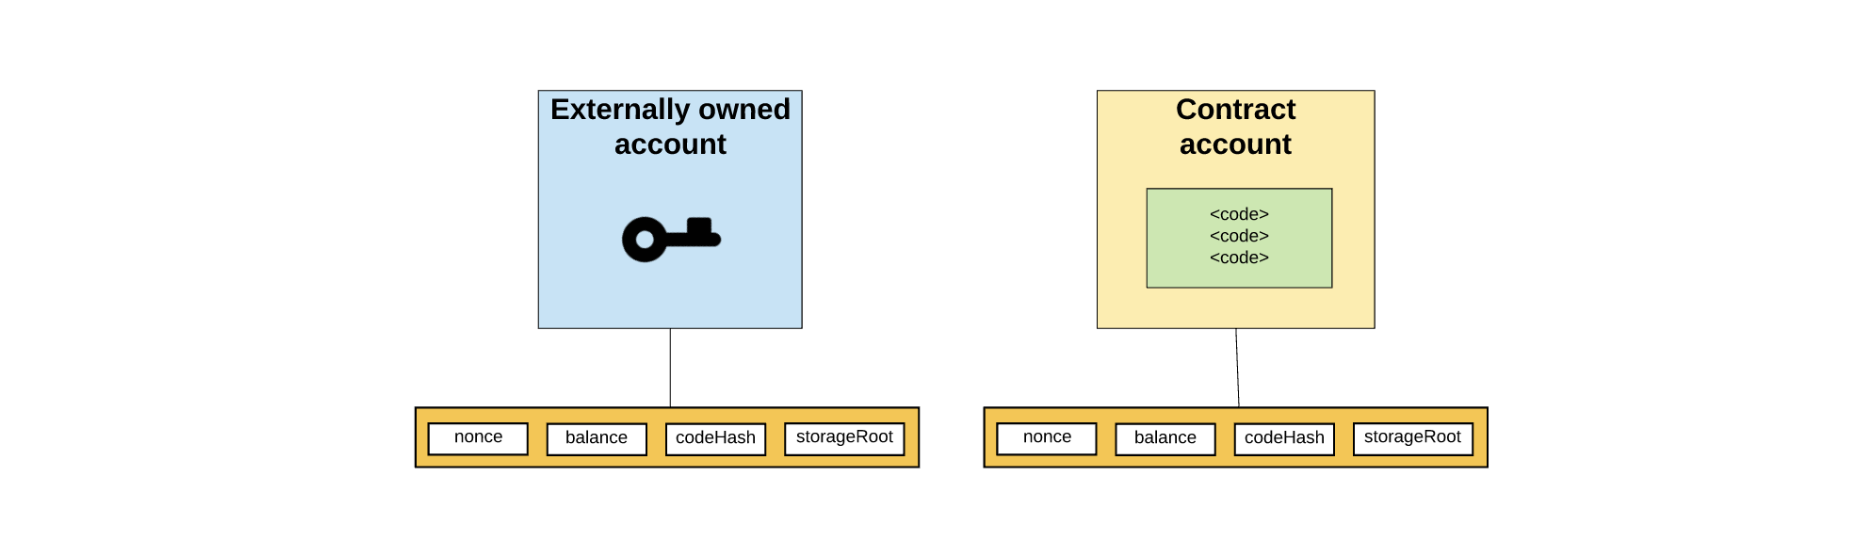 Externally owned
account
Contract
account
<code>
<code>
<code>
nonce
balance
codeHash
storageRoot
nonce
balance
codeHash
storageRoot